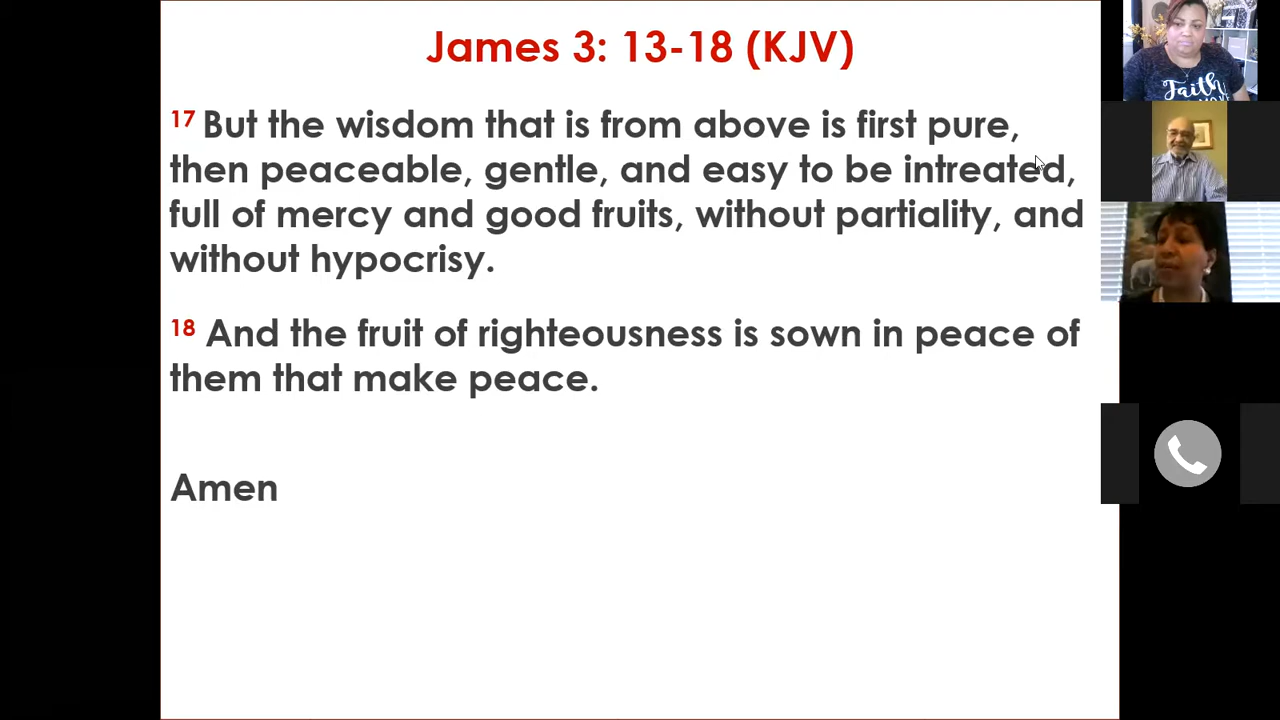 James 3: 13-18 (KJV)
17 But the wisdom that is from above is first pure,
then peaceable, gentle, and easy to be intreated,
full of mercy and good fruits, without partiality, and
without hypocrisy.
18 And the fruit of righteousness is sown in peace of
them that make peace.
Amen
Faith